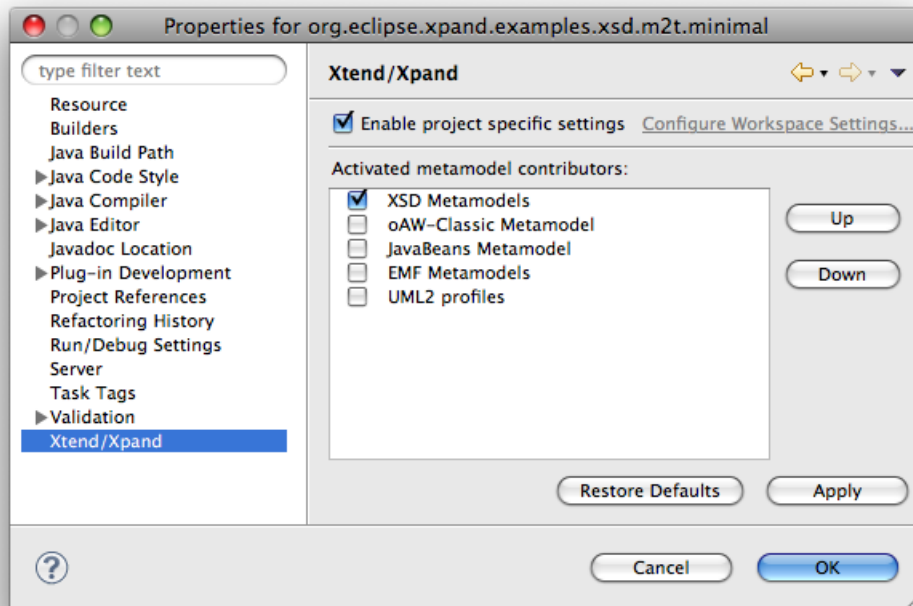 Properties for org.eclipse.xpand.examples.xsd.m2t.minimal
type filter text
Resource
Builders
Java Build Path
Java Code Style
Java Compiler
Java Editor
Javadoc Location
Plug-in Development
Project References
Refactoring History
Run/Debug Settings
Server
Task Tags
Validation
Xtend/Xpand
Xtend/Xpand
Enable project specific settings Configure Workspace Settings...
Activated metamodel contributors:
XSD Metamodels
oAW-Classic Metamodel
JavaBeans Metamodel
EMF Metamodels
UML2 profiles
Up
Down
Restore Defaults Apply
? Cancel OK